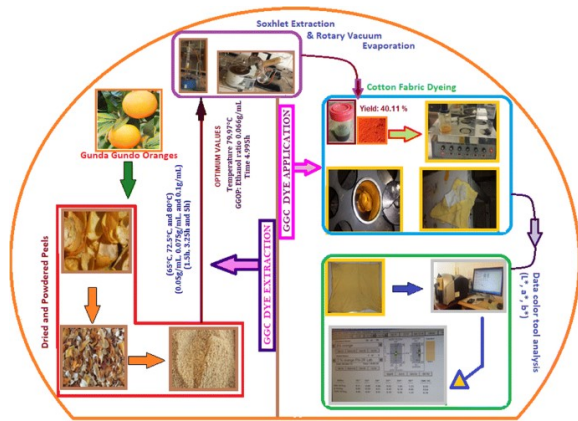 Soxhlet Extraction
& Rotary Vacuum
Evaporation
Gunda Gundo Oranges
Dried and Powdered Peels
(65°C, 72.5°C, and 80°C)
(0.05g/mL, 0.075g/mL, and 0.1g/mL)
(1.5h, 3.25h and 5h)
OPTIMUM VALUES
Temperature 79.97°C
GGOP: Ethanol ratio 0.066g/mL
Time 4.995h
GGC DYE EXTRACTION
GGC DYE APPLICATION
Cotton Fabric Dyeing
Yield: 40.11 %
Data color tool analysis
(L*, a*, b*)